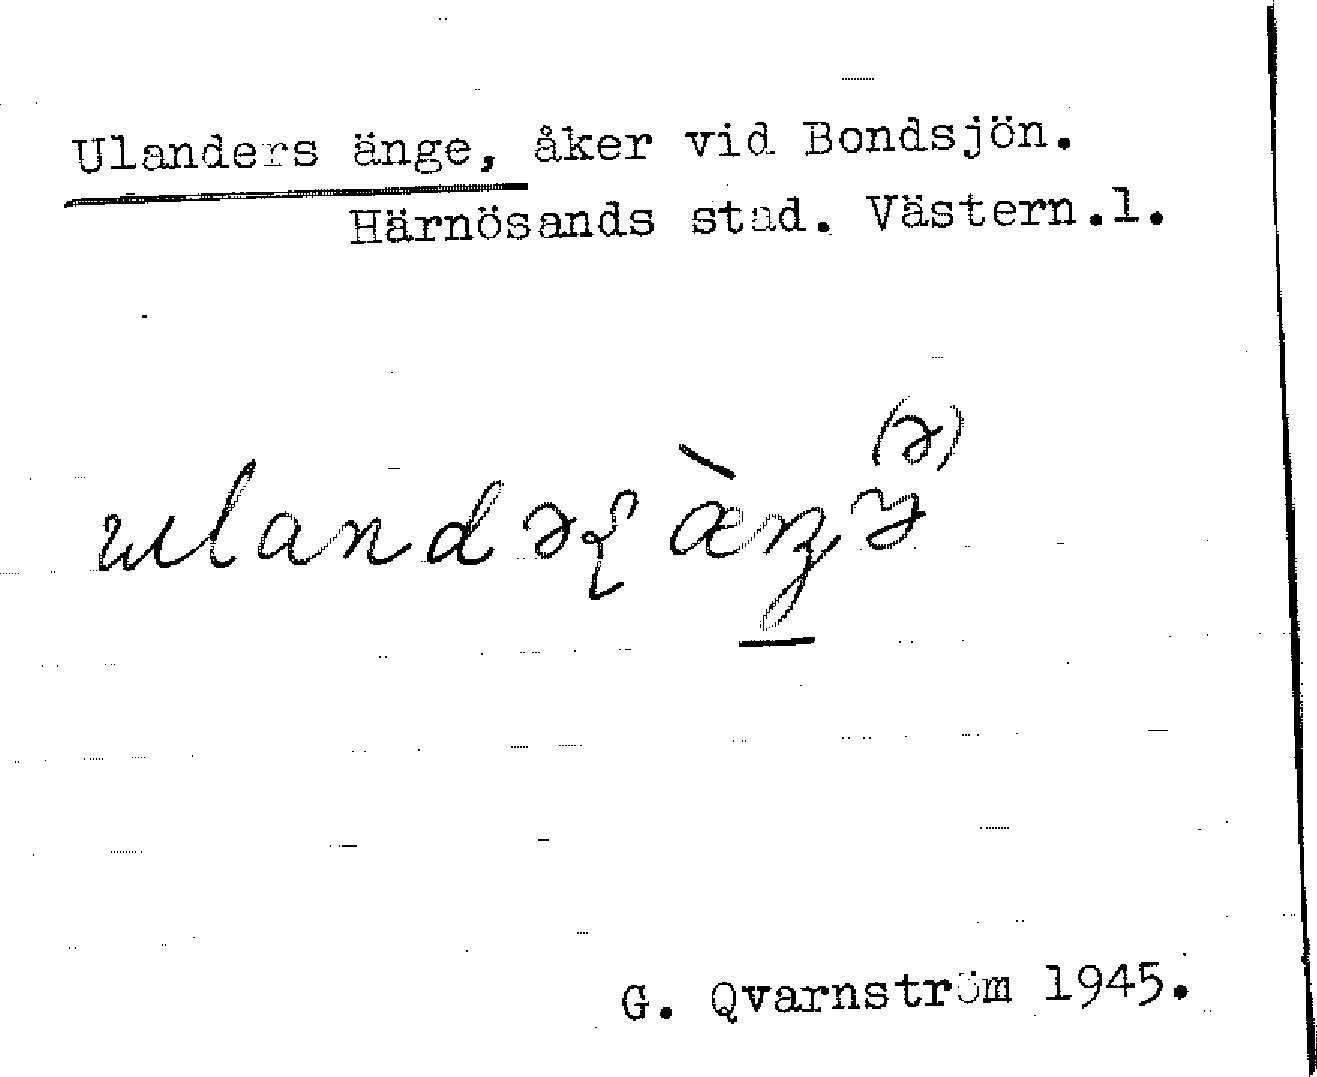 Ulanders änge, åker vid Bondsjön.
Härnösands stad. Västern.l.
(ə)
G. Qvarnström 1945.